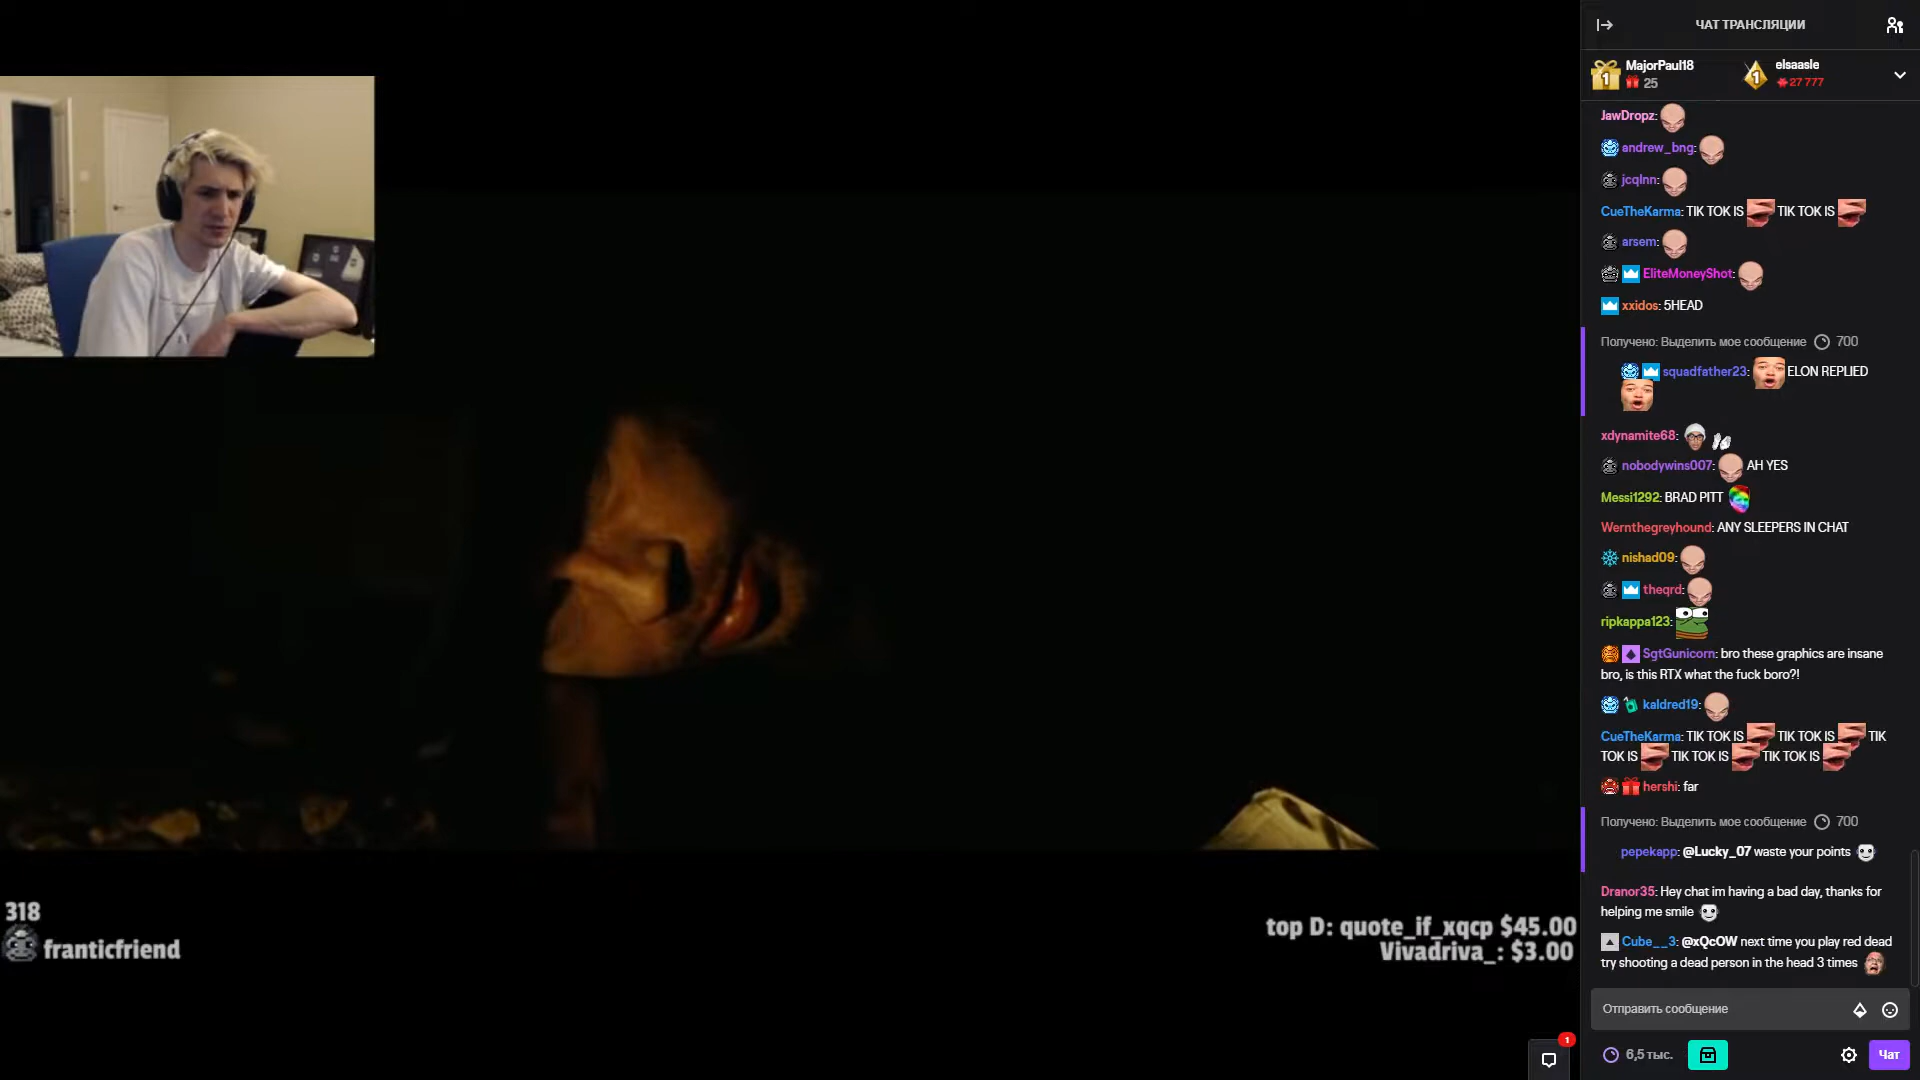 ЧАТ ТРАНСЛЯЦИИ
1 MajorPaul18 25
1 elsaasle 27 777
JawDropz:
andrew_bng:
jcqlnn:
CueTheKarma: TIK TOK IS TIK TOK IS
arsem:
EliteMoneyShot:
xxidos: 5HEAD
Получено: Выделить мое сообщение 700
squadfather23: ELON REPLIED
xdynamite68:
nobodywins007: AH YES
Messi1292: BRAD PITT
Wernthegreyhound: ANY SLEEPERS IN CHAT
nishad09:
theqrd:
ripkappa123:
SgtGunicorn: bro these graphics are insane
bro, is this RTX what the fuck boro?!
kaldred19:
CueTheKarma: TIK TOK IS TIK TOK IS TIK
TOK IS TIK TOK IS TIK TOK IS
hershi: far
Получено: Выделить мое сообщение 700
pepekapp: @Lucky_07 waste your points
Dranor35: Hey chat im having a bad day, thanks for
helping me smile
Cube__3: @xQcOW next time you play red dead
try shooting a dead person in the head 3 times
Отправить сообщение
6,5 тыс.
Чат
1
318
franticfriend
top D: quote_if_xqcp $45.00
Vivadriva_: $3.00